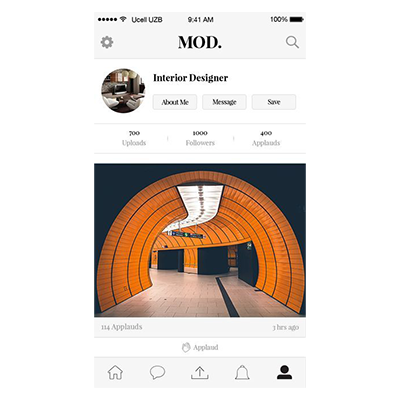 Ucell UZB 9:41 AM 100%
MOD.
Interior Designer
About Me Message Save
700 1000 400
Uploads Followers Applauds
114 Applauds 3 hrs ago
Applaud